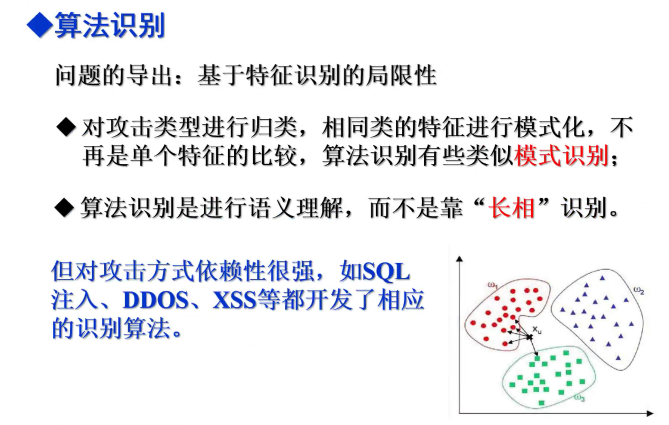 ◆算法识别
问题的导出：基于特征识别的局限性
◆ 对攻击类型进行归类，相同类的特征进行模式化，不
再是单个特征的比较，算法识别有些类似模式识别；
◆ 算法识别是进行语义理解，而不是靠“长相”识别。
但对攻击方式依赖性很强，如SQL
注入、DDOS、XSS等都开发了相应
的识别算法。
ω₁
ω₂
xᵤ
ω₃